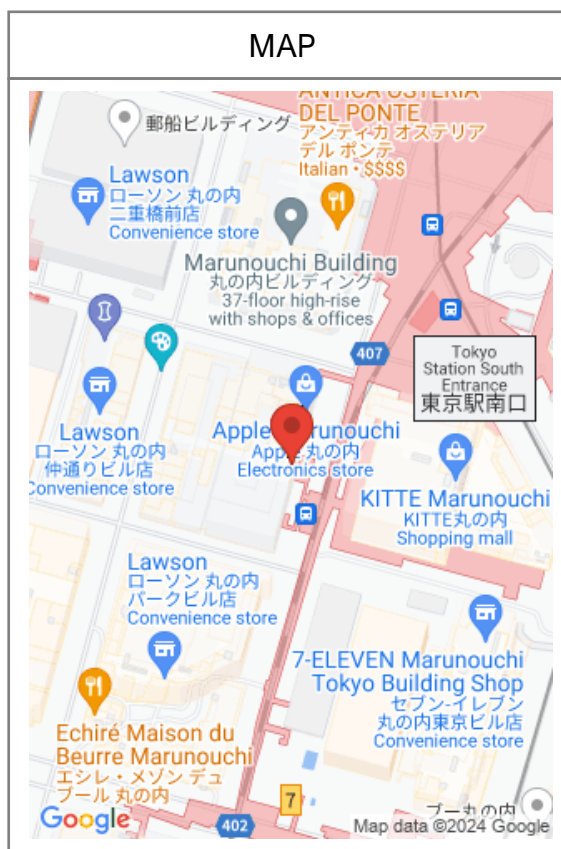 MAP
ANTICA OSTERIA
DEL PONTE
アンティカ オステリア
デル ポンテ
Italian • $$$$
郵船ビルディング
Lawson
ローソン 丸の内
二重橋前店
Convenience store
Marunouchi Building
丸の内ビルディング
37-floor high-rise
with shops & offices
407
Tokyo
Station South
Entrance
東京駅南口
Lawson
ローソン 丸の内
仲通りビル店
Convenience store
Apple Marunouchi
Apple 丸の内
Electronics store
KITTE Marunouchi
KITTE丸の内
Shopping mall
Lawson
ローソン 丸の内
パークビル店
Convenience store
7-ELEVEN Marunouchi
Tokyo Building Shop
セブン-イレブン
丸の内東京ビル店
Convenience store
Echiré Maison du
Beurre Marunouchi
エシレ・メゾン デュ
ブール 丸の内
7
ブー丸の内
Google
402
Map data ©2024 Google